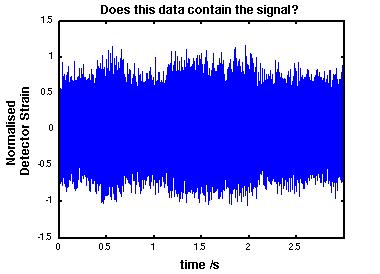 Does this data contain the signal?
1.5
1
0.5
0
-0.5
-1
-1.5
Normalised
Detector Strain
0 0.5 1 1.5 2 2.5
time /s